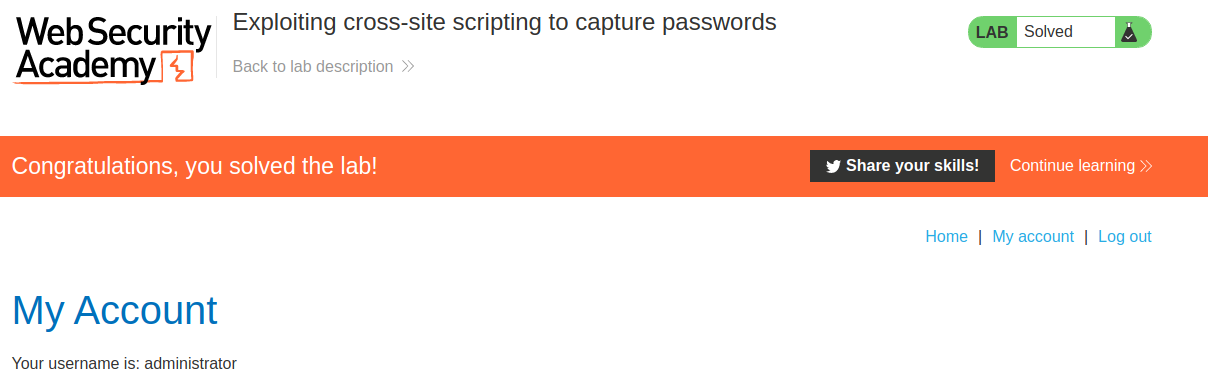 Web Security
Academy
Exploiting cross-site scripting to capture passwords
Back to lab description
LAB Solved
Congratulations, you solved the lab!
Share your skills! Continue learning
Home | My account | Log out
My Account
Your username is: administrator